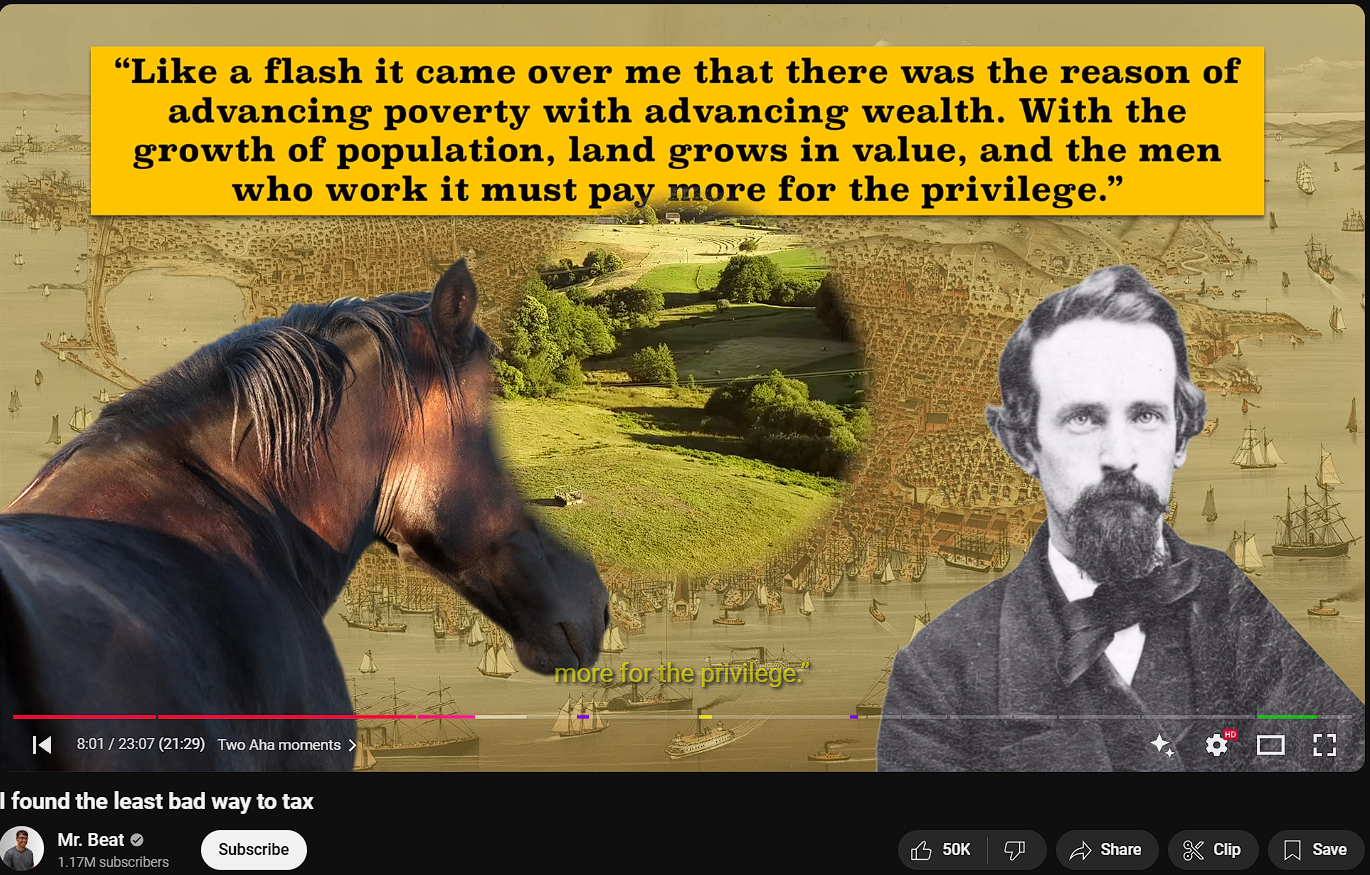 “Like a flash it came over me that there was the reason of
advancing poverty with advancing wealth. With the
growth of population, land grows in value, and the men
who work it must pay more for the privilege.”
more for the privilege.”
8:01 / 23:07 (21:29) Two Aha moments
HD
I found the least bad way to tax
Mr. Beat
1.17M subscribers
Subscribe
50K
Share
Clip
Save